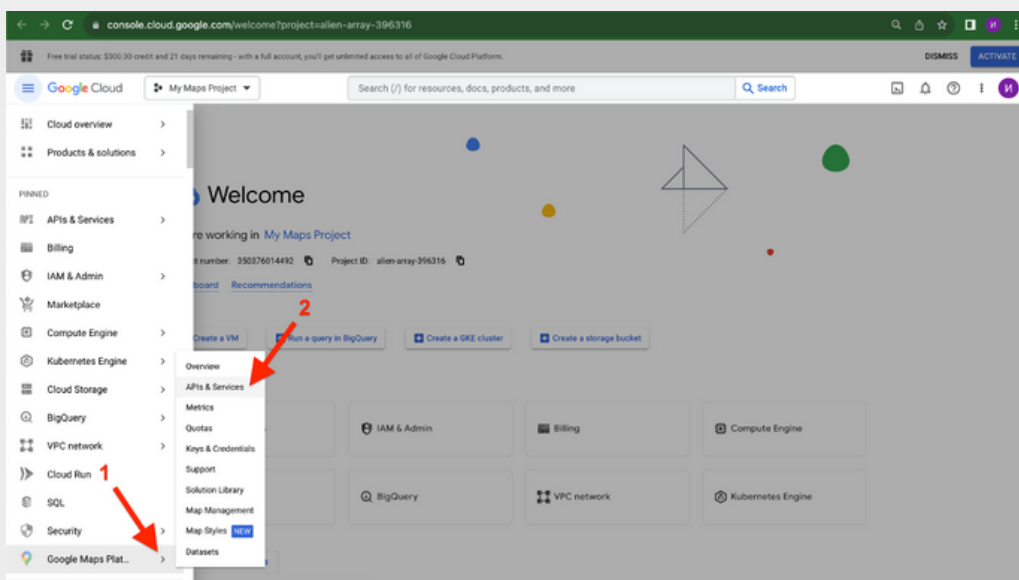 console.cloud.google.com/welcome?project=alien-array-396316
И
Free trial status: $300.00 credit and 21 days remaining - with a full account, you'll get unlimited access to all of Google Cloud Platform.
DISMISS
ACTIVATE
Google Cloud
My Maps Project
Search (/) for resources, docs, products, and more
Search
И
Cloud overview
Products & solutions
PINNED
APIs & Services
Billing
IAM & Admin
Marketplace
Compute Engine
Kubernetes Engine
Cloud Storage
BigQuery
VPC network
Cloud Run
1
SQL
Security
Google Maps Plat...
Overview
APIs & Services
Metrics
Quotas
Keys & Credentials
Support
Solution Library
Map Management
Map Styles NEW
Datasets
Welcome
re working in My Maps Project
t number: 350376014492 Project ID: alien-array-396316
board Recommendations
2
Create a VM Run a query in BigQuery Create a GKE cluster Create a storage bucket
IAM & Admin Billing Compute Engine
BigQuery VPC network Kubernetes Engine